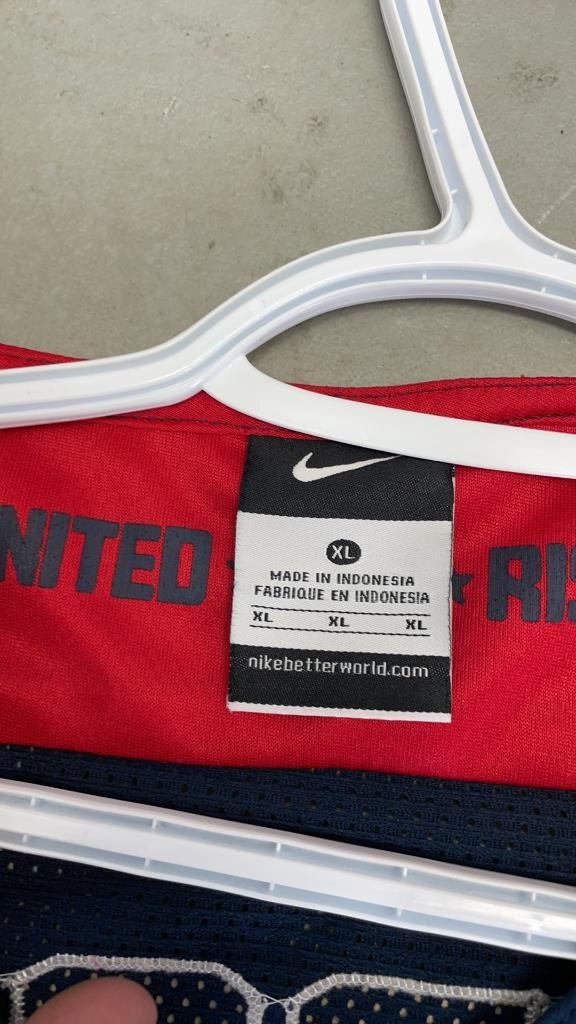 NITED ★ ★ RIS
XL
MADE IN INDONESIA
FABRIQUE EN INDONESIA
XL XL XL
nikebetterworld.com